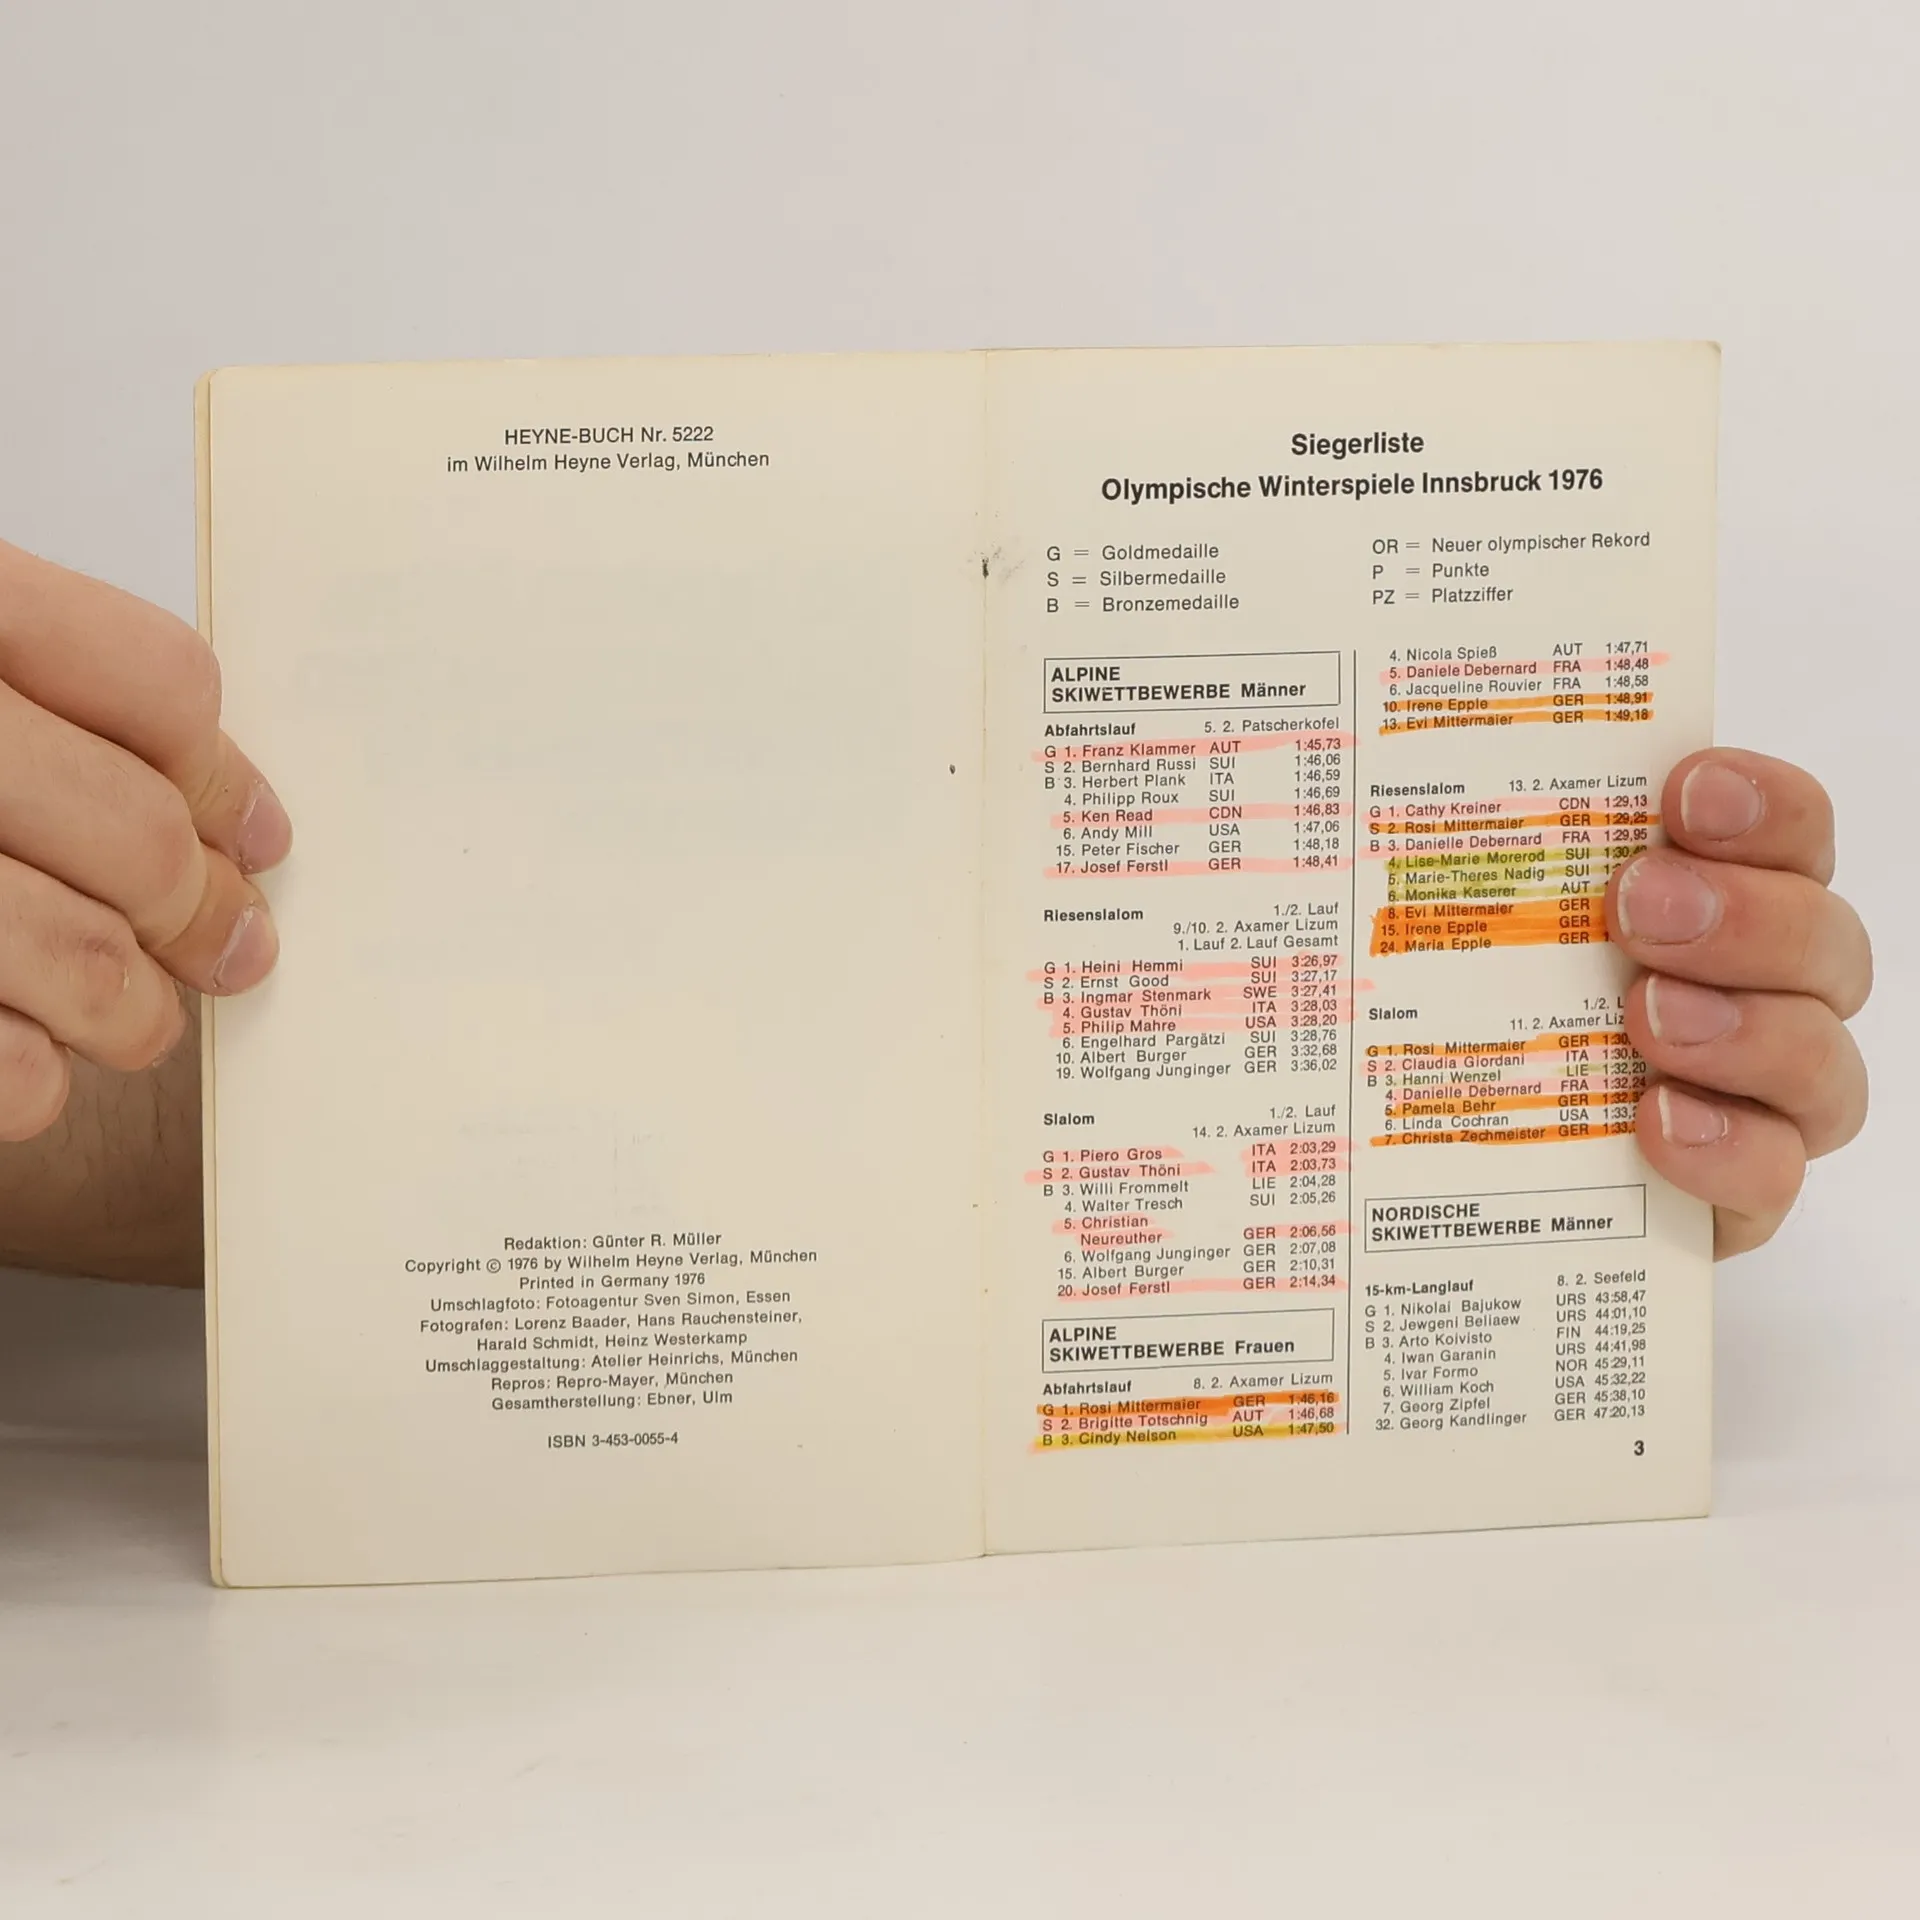 HEYNE-BUCH Nr. 5222
im Wilhelm Heyne Verlag, München
Redaktion: Günter R. Müller
Copyright © 1976 by Wilhelm Heyne Verlag, München
Printed in Germany 1976
Umschlagfoto: Fotoagentur Sven Simon, Essen
Fotografen: Lorenz Baader, Hans Rauchensteiner,
Harald Schmidt, Heinz Westerkamp
Umschlaggestaltung: Atelier Heinrichs, München
Repros: Repro-Mayer, München
Gesamtherstellung: Ebner, Ulm
ISBN 3-453-0055-4
Siegerliste
Olympische Winterspiele Innsbruck 1976
G = Goldmedaille
S = Silbermedaille
B = Bronzemedaille
OR = Neuer olympischer Rekord
P = Punkte
PZ = Platzziffer
ALPINE
SKIWETTBEWERBE Männer
Abfahrtslauf 5. 2. Patscherkofel
G 1. Franz Klammer AUT 1:45,73
S 2. Bernhard Russi SUI 1:46,06
B 3. Herbert Plank ITA 1:46,59
4. Philipp Roux SUI 1:46,69
5. Ken Read CDN 1:46,83
6. Andy Mill USA 1:47,06
15. Peter Fischer GER 1:48,18
17. Josef Ferstl GER 1:48,41
Riesenslalom 1./2. Lauf
9./10. 2. Axamer Lizum
1. Lauf 2. Lauf Gesamt
G 1. Heini Hemmi SUI 3:26,97
S 2. Ernst Good SUI 3:27,17
B 3. Ingmar Stenmark SWE 3:27,41
4. Gustav Thöni ITA 3:28,03
5. Philip Mahre USA 3:28,20
6. Engelhard Pargätzi SUI 3:28,76
10. Albert Burger GER 3:32,68
19. Wolfgang Junginger GER 3:36,02
Slalom 1./2. Lauf
14. 2. Axamer Lizum
G 1. Piero Gros ITA 2:03,29
S 2. Gustav Thöni ITA 2:03,73
B 3. Willi Frommelt LIE 2:04,28
4. Walter Tresch SUI 2:05,26
5. Christian
Neureuther GER 2:06,56
6. Wolfgang Junginger GER 2:07,08
15. Albert Burger GER 2:10,31
20. Josef Ferstl GER 2:14,34
ALPINE
SKIWETTBEWERBE Frauen
Abfahrtslauf 8. 2. Axamer Lizum
G 1. Rosi Mittermaier GER 1:46,16
S 2. Brigitte Totschnig AUT 1:46,68
B 3. Cindy Nelson USA 1:47,50
4. Nicola Spieß AUT 1:47,71
5. Daniele Debernard FRA 1:48,48
6. Jacqueline Rouvier FRA 1:48,58
10. Irene Epple GER 1:48,91
13. Evi Mittermaier GER 1:49,18
Riesenslalom 13. 2. Axamer Lizum
G 1. Cathy Kreiner CDN 1:29,13
S 2. Rosi Mittermaier GER 1:29,25
B 3. Danielle Debernard FRA 1:29,95
4. Lise-Marie Morerod SUI
5. Marie-Theres Nadig SUI
6. Monika Kaserer AUT
8. Evi Mittermaier GER
15. Irene Epple GER
24. Maria Epple GER
Slalom 1./2.
11. 2. Axamer
G 1. Rosi Mittermaier GER
S 2. Claudia Giordani ITA
B 3. Hanni Wenzel LIE 1:32,20
4. Danielle Debernard FRA 1:32,24
5. Pamela Behr GER
6. Linda Cochran USA
7. Christa Zechmeister GER
NORDISCHE
SKIWETTBEWERBE Männer
15-km-Langlauf 8. 2. Seefeld
G 1. Nikolai Bajukow URS 43:58,47
S 2. Jewgeni Beliaew URS 44:01,10
B 3. Arto Koivisto FIN 44:19,25
4. Iwan Garanin URS 44:41,98
5. Ivar Formo NOR 45:29,11
6. William Koch USA 45:32,22
7. Georg Zipfel GER 45:38,10
32. Georg Kandlinger GER 47:20,13
3